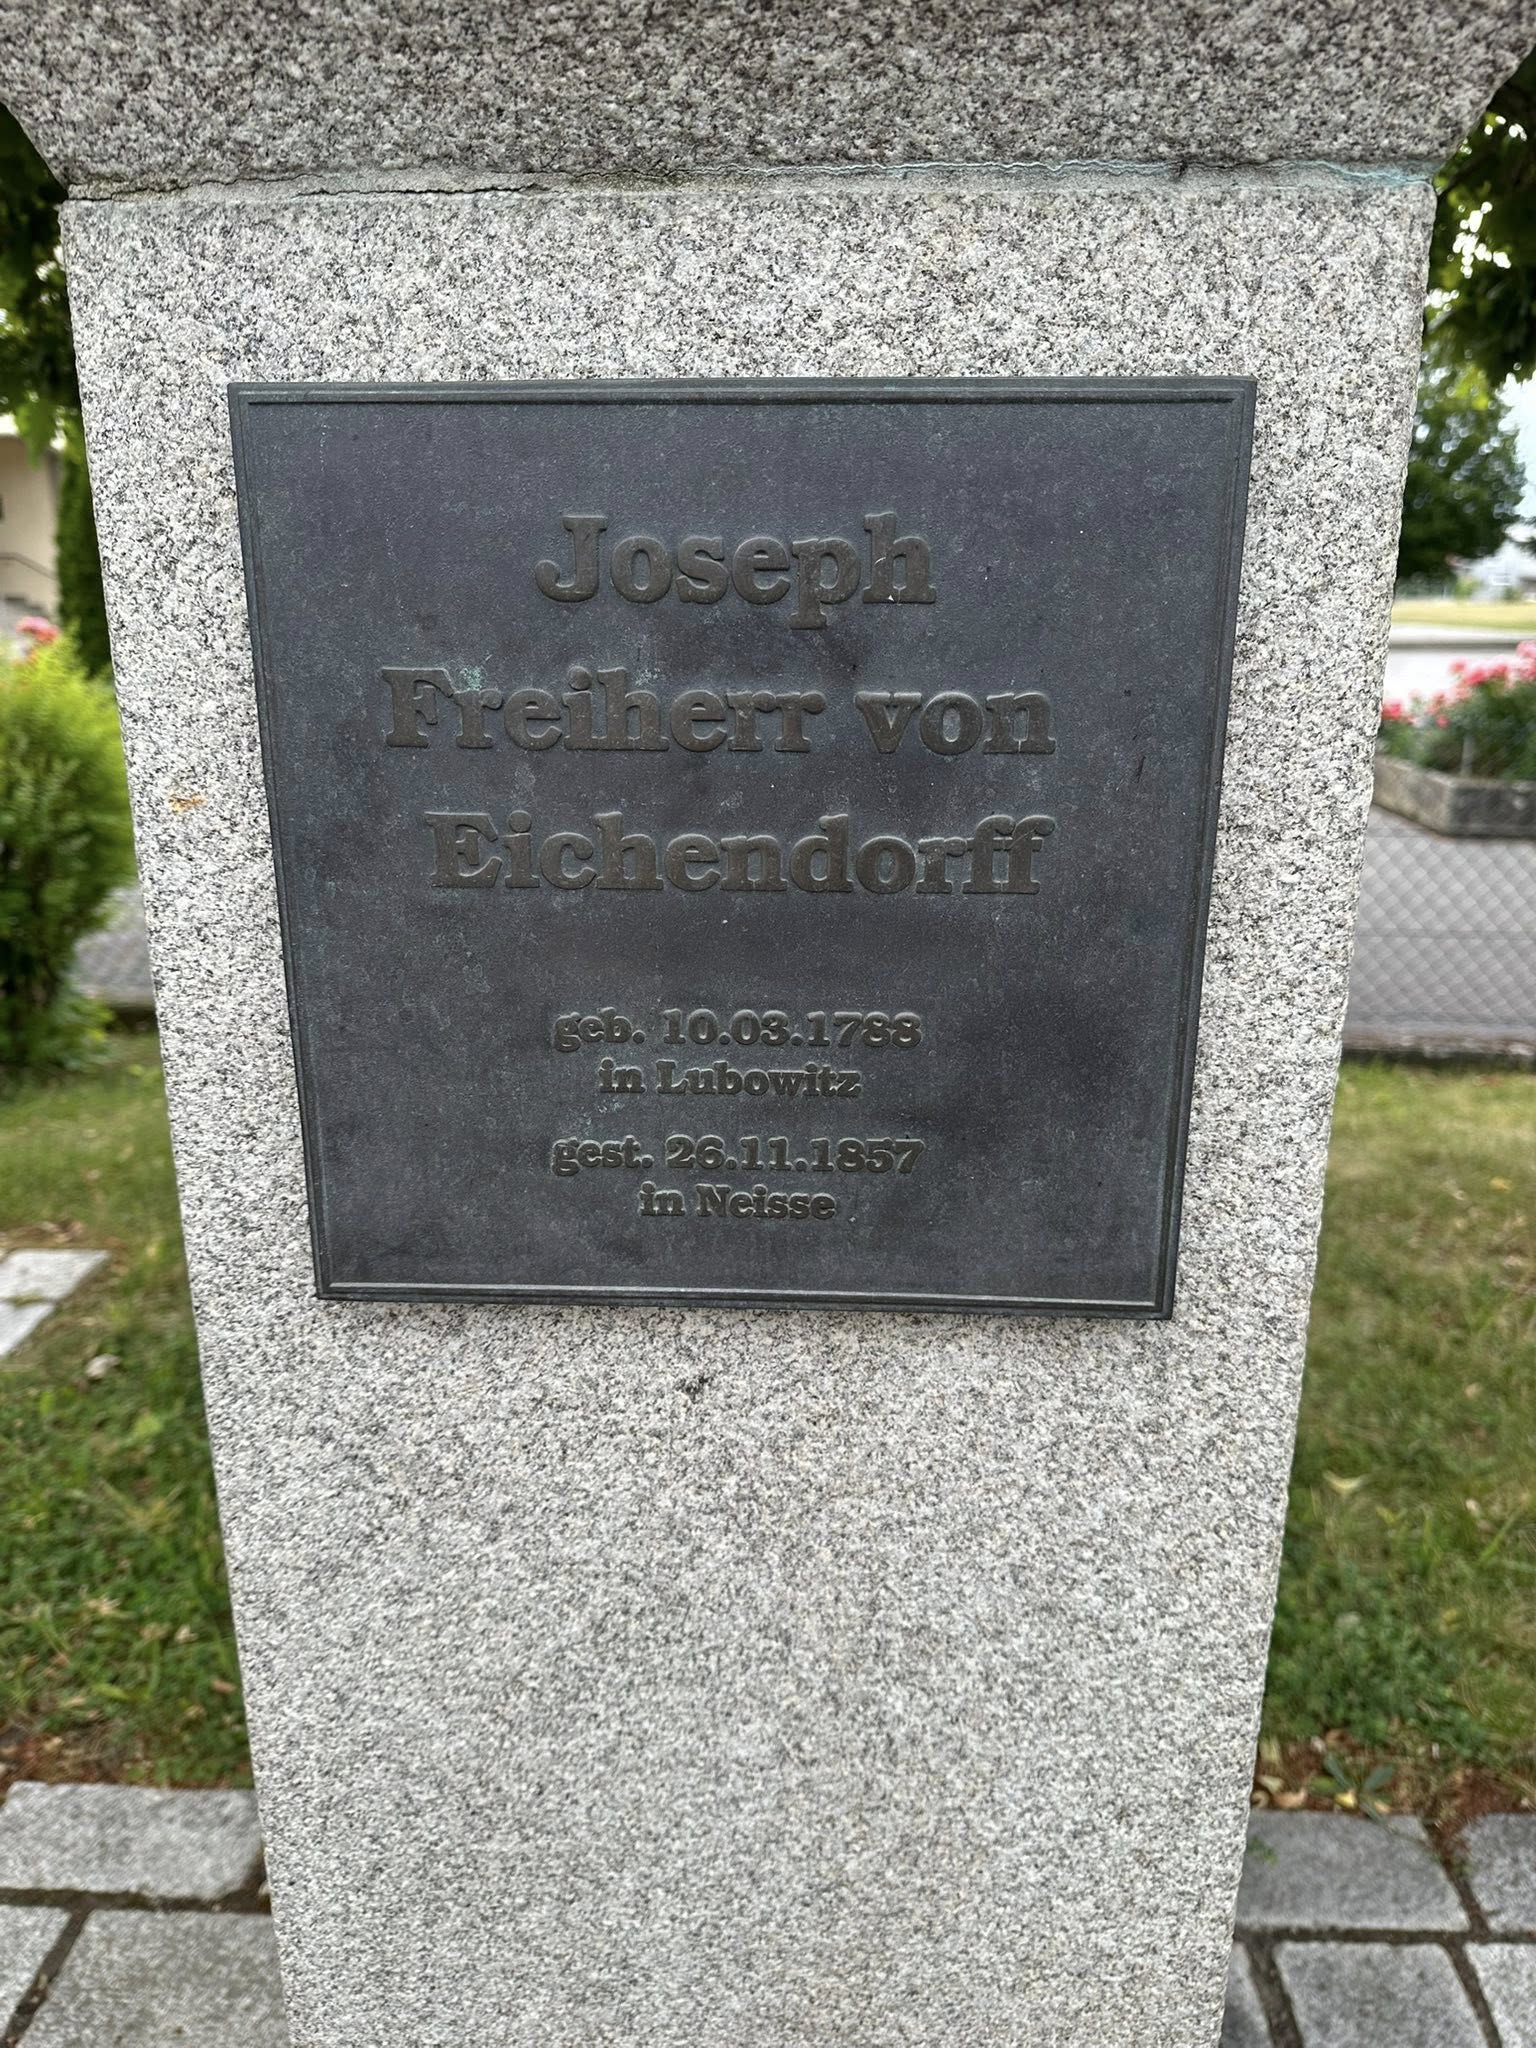 Joseph
Freiherr von
Eichendorff
geb. 10.03.1788
in Lubowitz
gest. 26.11.1857
in Neisse